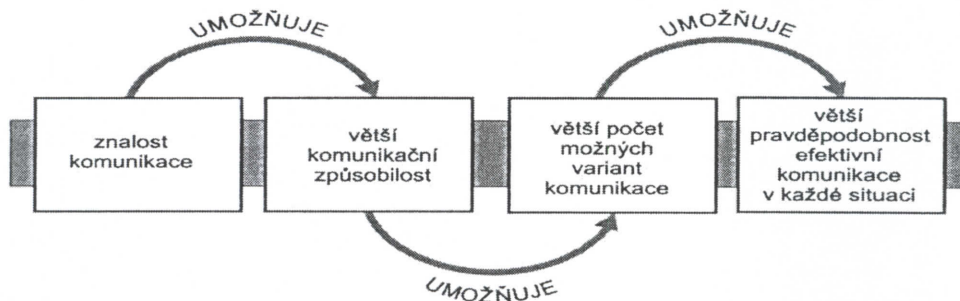 UMOŽŇUJE
UMOŽŇUJE
znalost
komunikace
větší
komunikační
způsobilost
větší počet
možných
variant
komunikace
větší
pravděpodobnost
efektivní
komunikace
v každé situaci
UMOŽŇUJE